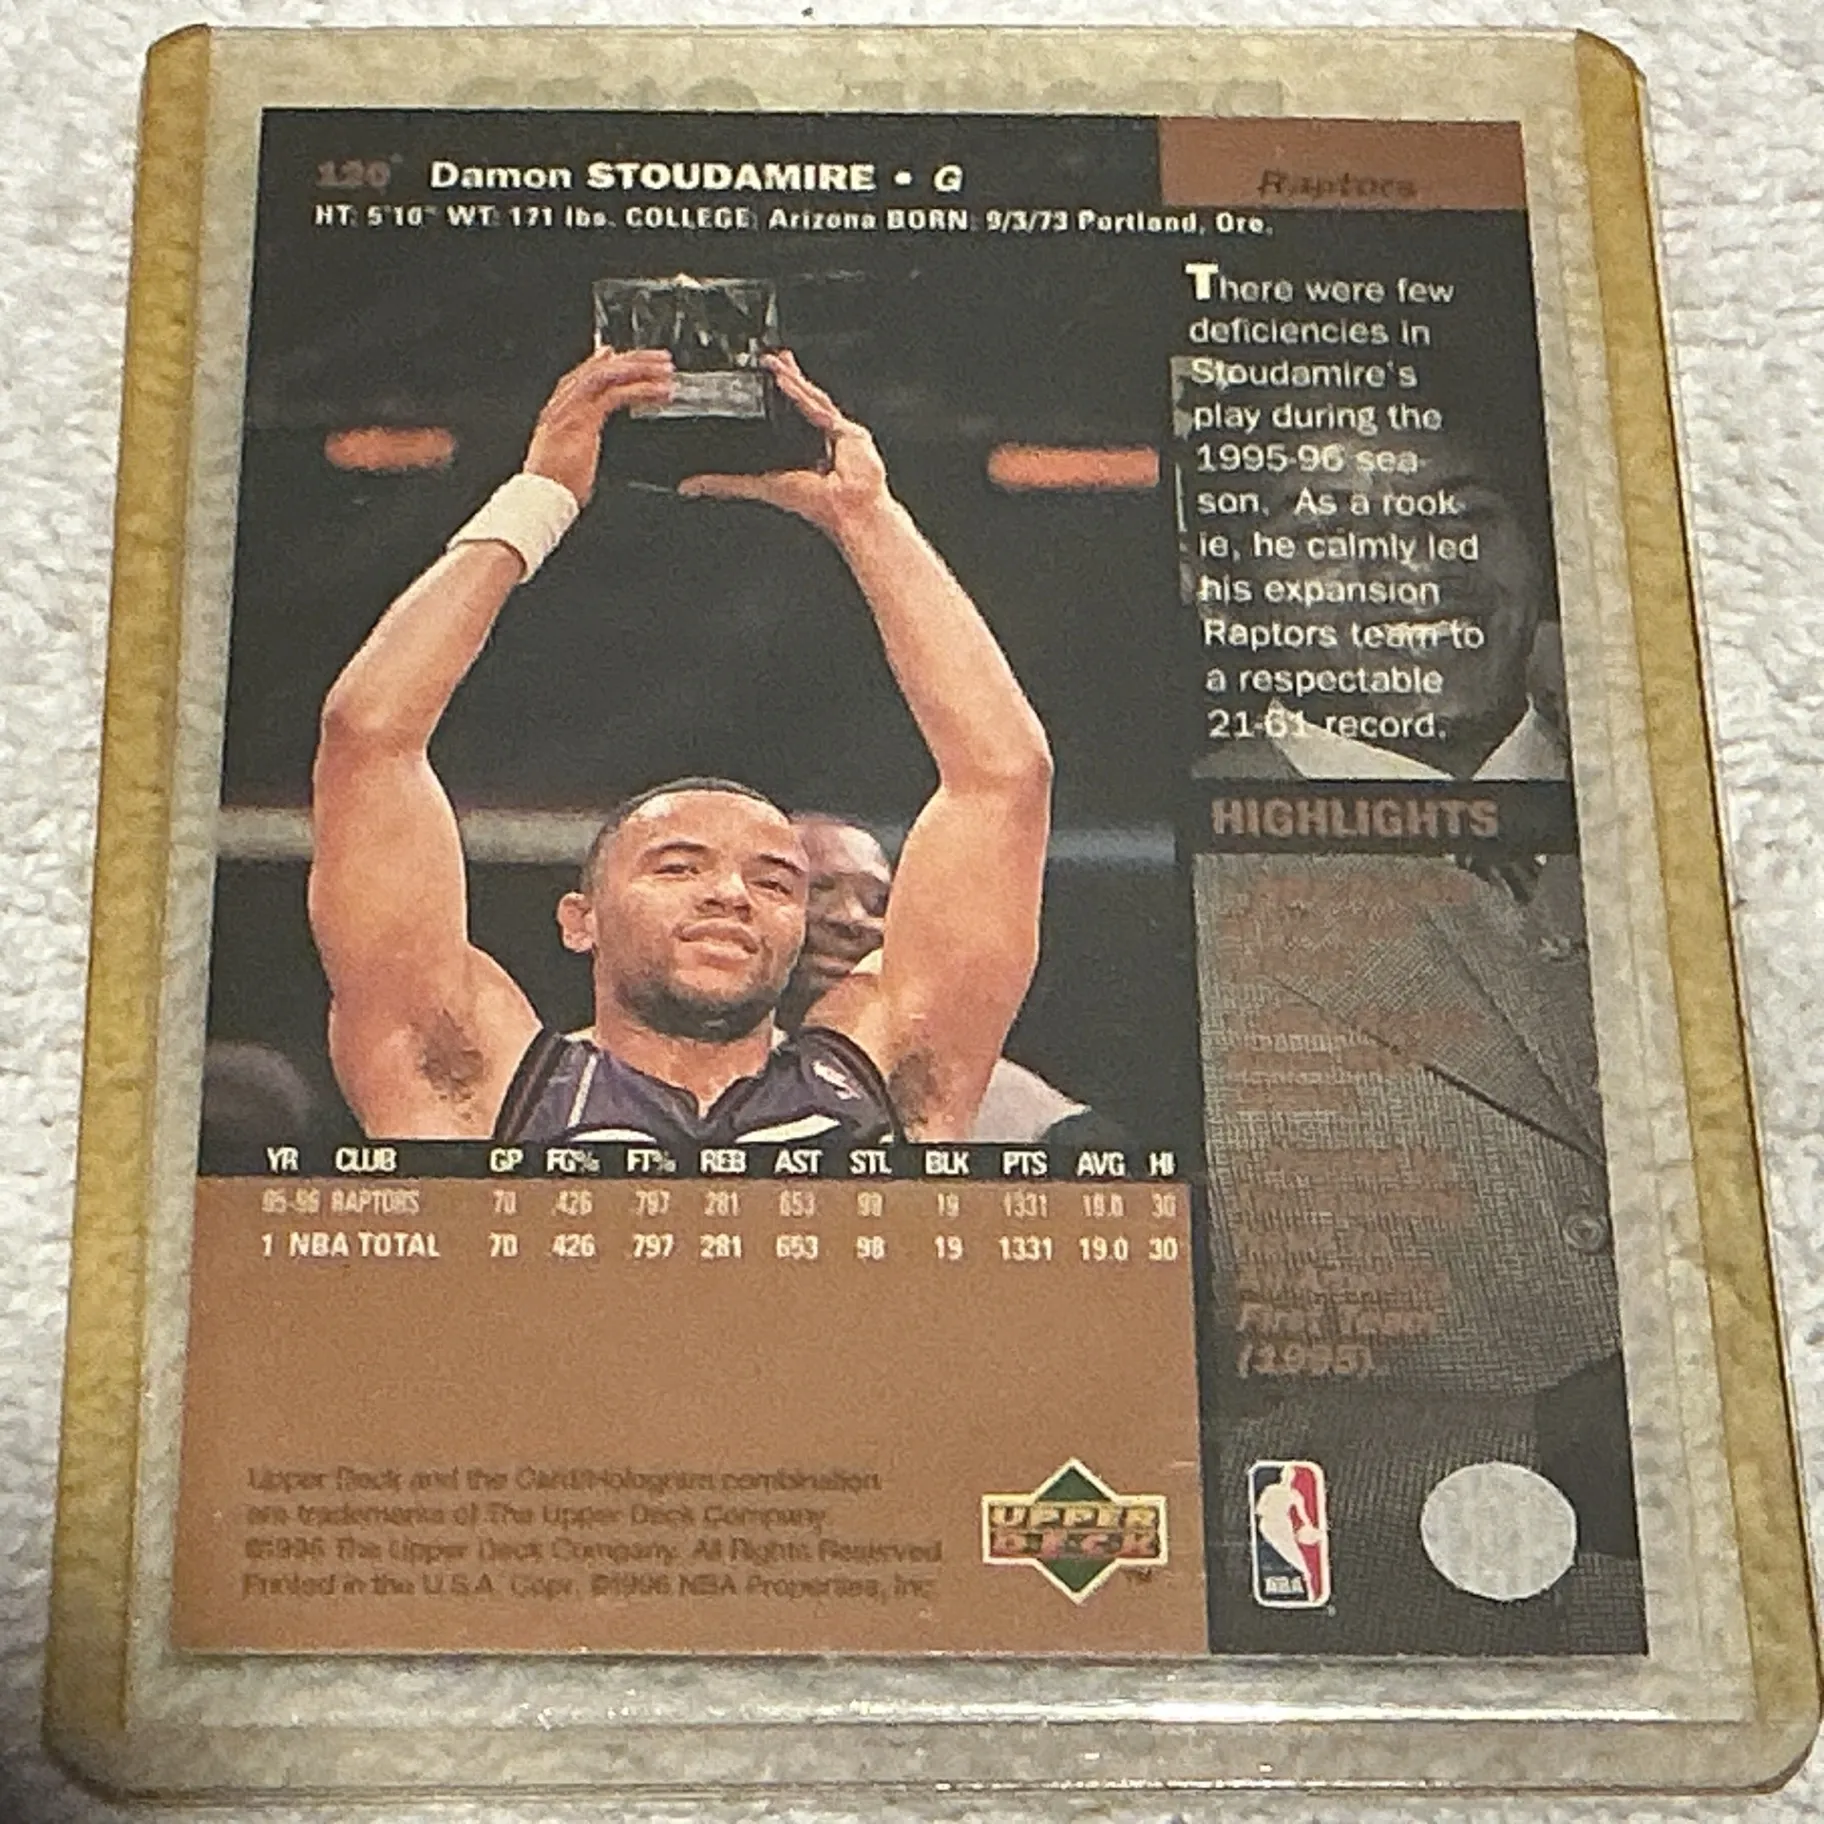 120 Damon STOUDAMIRE • G
Raptors
HT: 5'10" WT: 171 lbs. COLLEGE: Arizona BORN: 9/3/73 Portland, Ore.
There were few
deficiencies in
Stoudamire's
play during the
1995-96 sea-
son. As a rook-
ie, he calmly led
his expansion
Raptors team to
a respectable
21-61 record.
HIGHLIGHTS
First Team
(1995)
YR CLUB GP FG% FT% REB AST STL BLK PTS AVG HI
95-96 RAPTORS 70 .426 .797 281 653 98 19 1331 19.0 30
1 NBA TOTAL 70 .426 .797 281 653 98 19 1331 19.0 30
Upper Deck and the Card/Hologram combination
are trademarks of The Upper Deck Company.
©1996 The Upper Deck Company. All Rights Reserved.
Printed in the U.S.A. Copr. ©1996 NBA Properties, Inc.
UPPER
DECK
TM
NBA